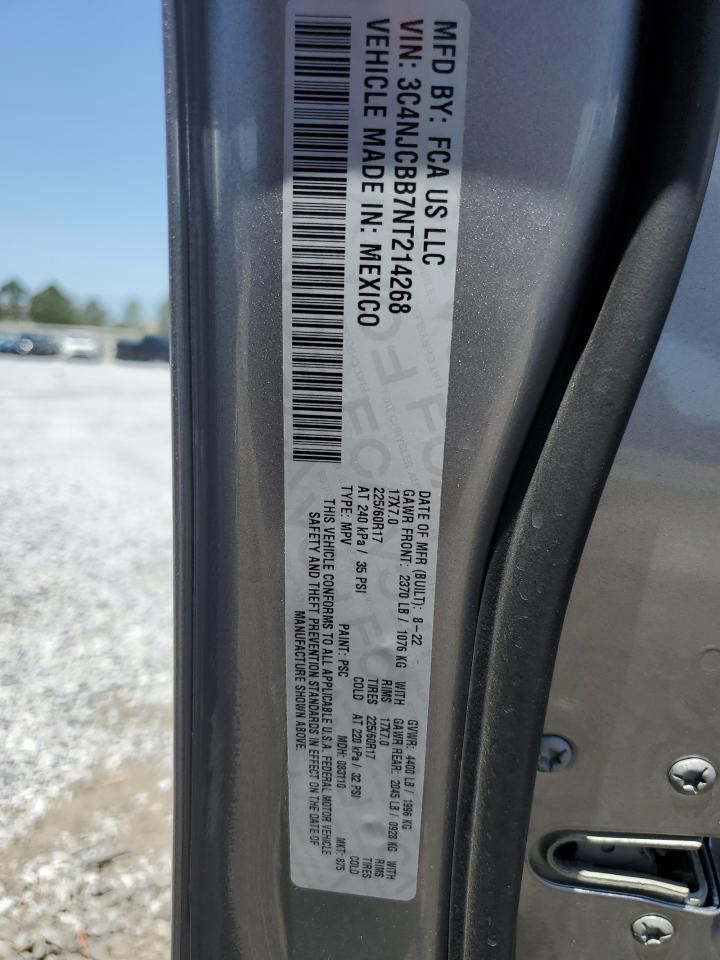 MFD BY: FCA US LLC
VIN: 3C4NJCBB7NT214268
VEHICLE MADE IN: MEXICO
DATE OF MFR (BUILT): 8-22 GVWR: 4400 LB / 1996 KG
GAWR FRONT: 2370 LB / 1076 KG WITH GAWR REAR: 2045 LB / 0928 KG WITH
17X7.0 RIMS 17X7.0 RIMS
225/60R17 TIRES 225/60R17 TIRES
AT 240 kPa / 35 PSI COLD AT 220 kPa / 32 PSI COLD
TYPE: MPV PAINT: PSC MDH: 083110 MKT: 875
THIS VEHICLE CONFORMS TO ALL APPLICABLE U.S.A. FEDERAL MOTOR VEHICLE
SAFETY AND THEFT PREVENTION STANDARDS IN EFFECT ON THE DATE OF
MANUFACTURE SHOWN ABOVE.